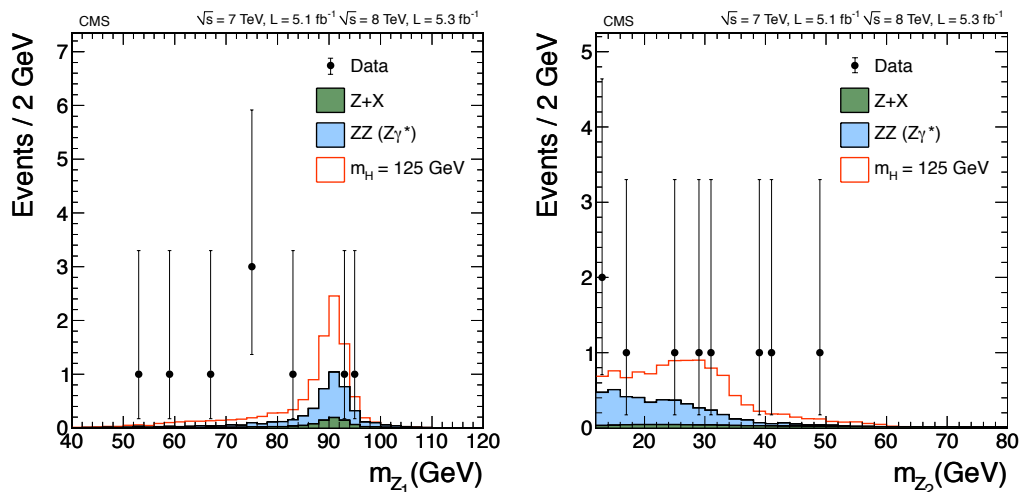 CMS √s = 7 TeV, L = 5.1 fb⁻¹ √s = 8 TeV, L = 5.3 fb⁻¹
Events / 2 GeV
7
6
5
4
3
2
1
0
Data
Z+X
ZZ (Zγ*)
m_H = 125 GeV
40 50 60 70 80 90 100 110 120
m_Z₁(GeV)
CMS √s = 7 TeV, L = 5.1 fb⁻¹ √s = 8 TeV, L = 5.3 fb⁻¹
Events / 2 GeV
5
4
3
2
1
0
Data
Z+X
ZZ (Zγ*)
m_H = 125 GeV
20 30 40 50 60 70 80
m_Z₂(GeV)